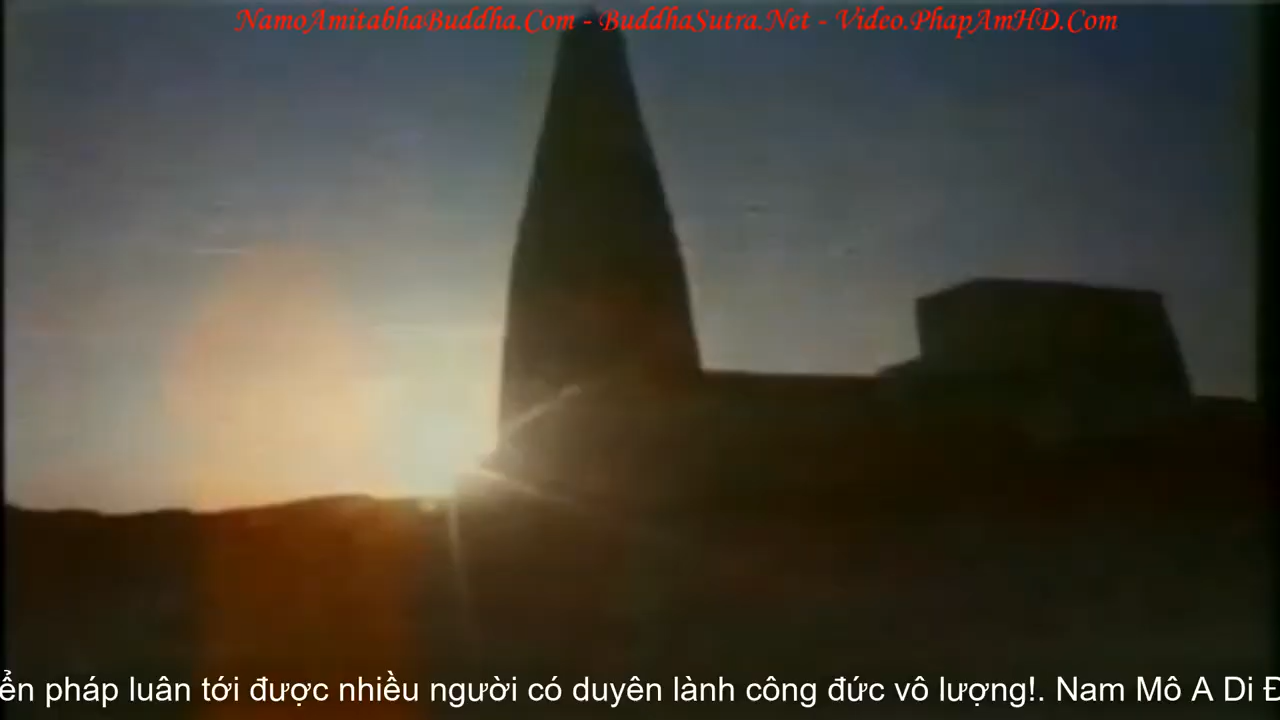 NamoAmitabhaBuddha.Com - BuddhaSutra.Net - Video.PhapAmHD.Com
ển pháp luân tới được nhiều người có duyên lành công đức vô lượng!. Nam Mô A Di Đ